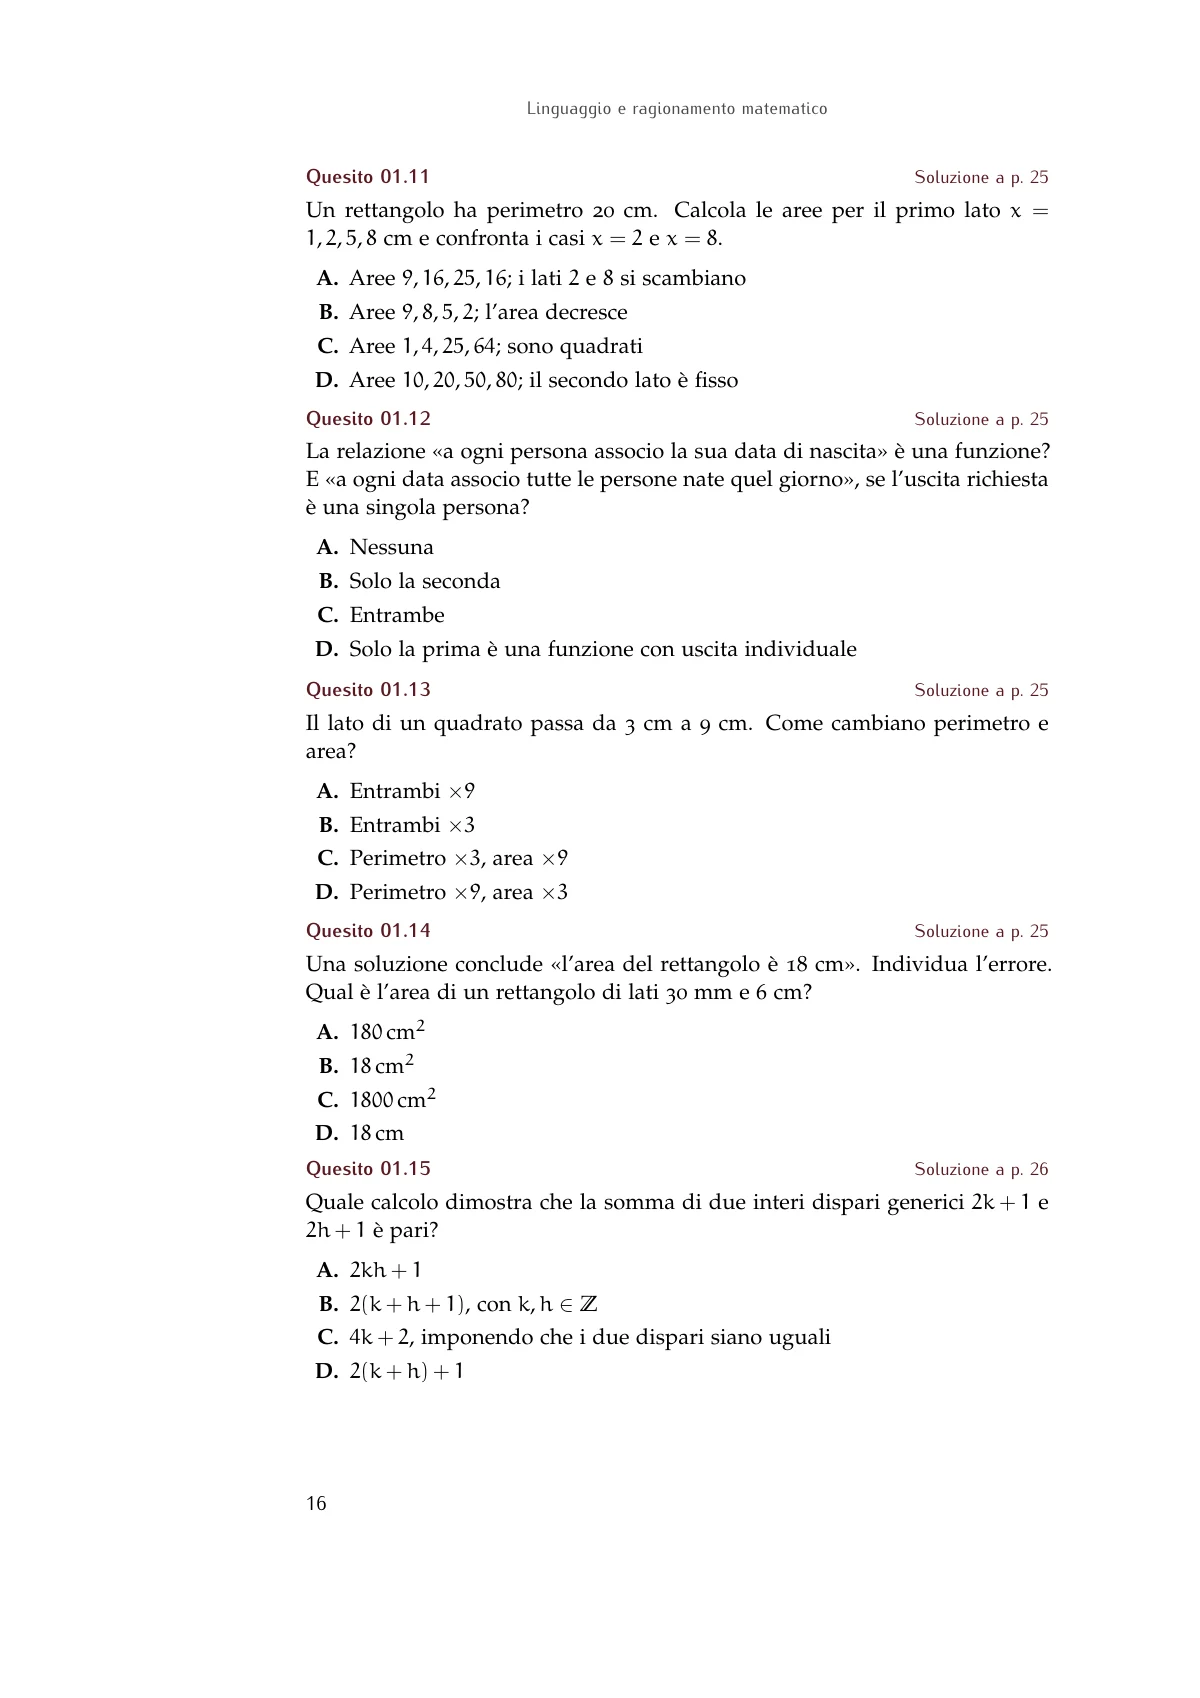 Linguaggio e ragionamento matematico
Quesito 01.11 Soluzione a p. 25
Un rettangolo ha perimetro 20 cm. Calcola le aree per il primo lato x =
1, 2, 5, 8 cm e confronta i casi x = 2 e x = 8.
A. Aree 9, 16, 25, 16; i lati 2 e 8 si scambiano
B. Aree 9, 8, 5, 2; l'area decresce
C. Aree 1, 4, 25, 64; sono quadrati
D. Aree 10, 20, 50, 80; il secondo lato è fisso
Quesito 01.12 Soluzione a p. 25
La relazione «a ogni persona associo la sua data di nascita» è una funzione?
E «a ogni data associo tutte le persone nate quel giorno», se l'uscita richiesta
è una singola persona?
A. Nessuna
B. Solo la seconda
C. Entrambe
D. Solo la prima è una funzione con uscita individuale
Quesito 01.13 Soluzione a p. 25
Il lato di un quadrato passa da 3 cm a 9 cm. Come cambiano perimetro e
area?
A. Entrambi ×9
B. Entrambi ×3
C. Perimetro ×3, area ×9
D. Perimetro ×9, area ×3
Quesito 01.14 Soluzione a p. 25
Una soluzione conclude «l'area del rettangolo è 18 cm». Individua l'errore.
Qual è l'area di un rettangolo di lati 30 mm e 6 cm?
A. 180 cm²
B. 18 cm²
C. 1800 cm²
D. 18 cm
Quesito 01.15 Soluzione a p. 26
Quale calcolo dimostra che la somma di due interi dispari generici 2k + 1 e
2h + 1 è pari?
A. 2kh + 1
B. 2(k + h + 1), con k, h ∈ ℤ
C. 4k + 2, imponendo che i due dispari siano uguali
D. 2(k + h) + 1
16